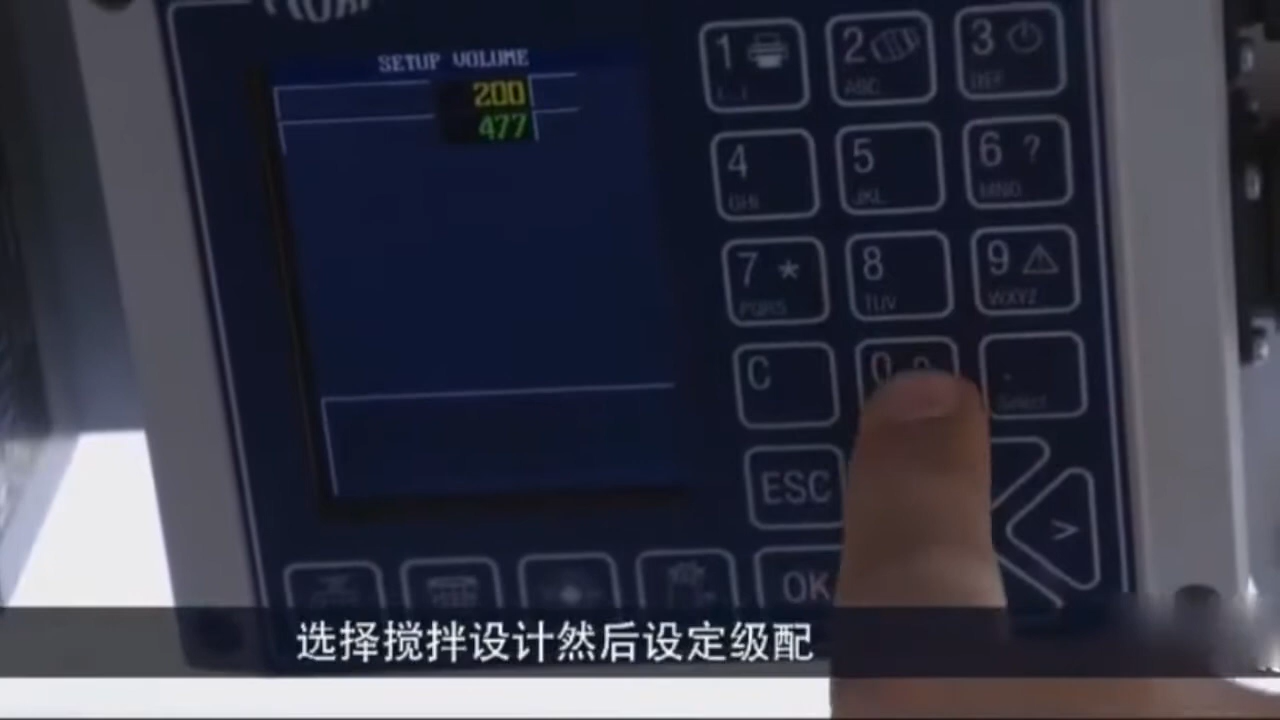 SETUP VOLUME
200
477
1
2 ABC
3 DEF
4 GHI
5 JKL
6 ? MNO
7 * PQRS
8 TUV
9 WXYZ
C
0
.
Select
ESC
>
OK
选择搅拌设计然后设定级配